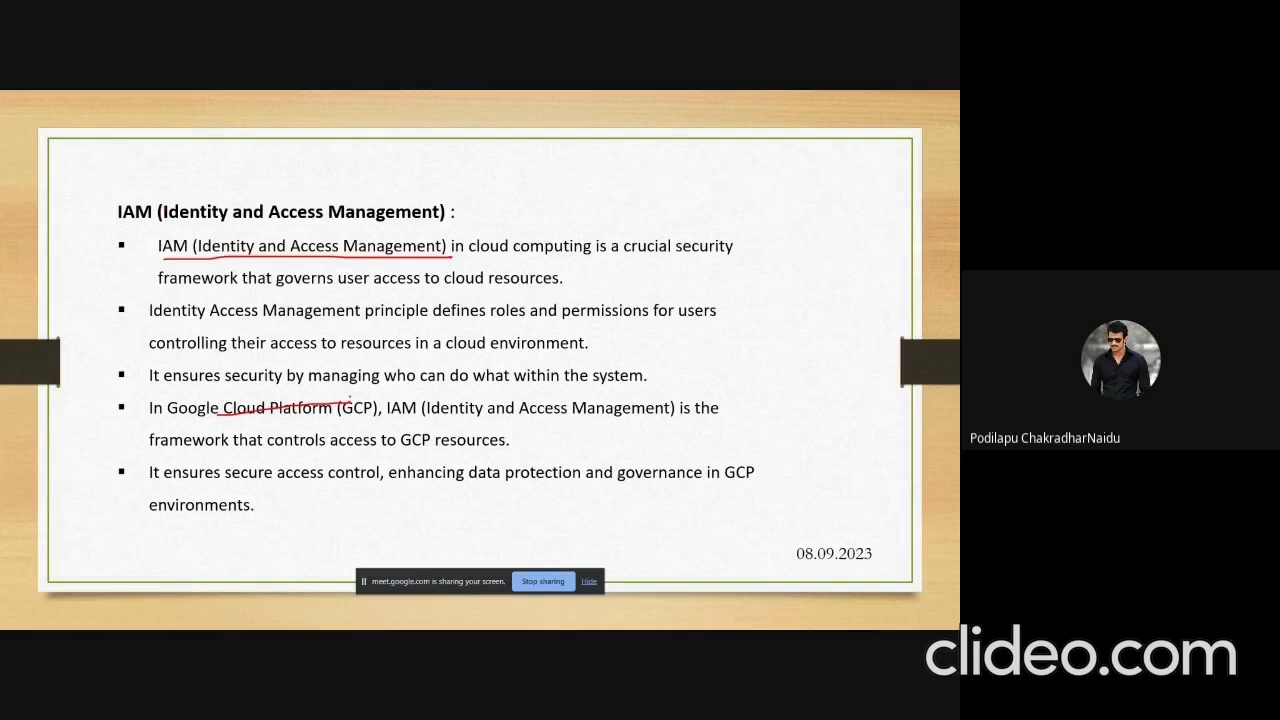 IAM (Identity and Access Management) :
▪ IAM (Identity and Access Management) in cloud computing is a crucial security
framework that governs user access to cloud resources.
▪ Identity Access Management principle defines roles and permissions for users
controlling their access to resources in a cloud environment.
▪ It ensures security by managing who can do what within the system.
▪ In Google Cloud Platform (GCP), IAM (Identity and Access Management) is the
framework that controls access to GCP resources.
▪ It ensures secure access control, enhancing data protection and governance in GCP
environments.
08.09.2023
meet.google.com is sharing your screen. Stop sharing Hide
Podilapu ChakradharNaidu
clideo.com